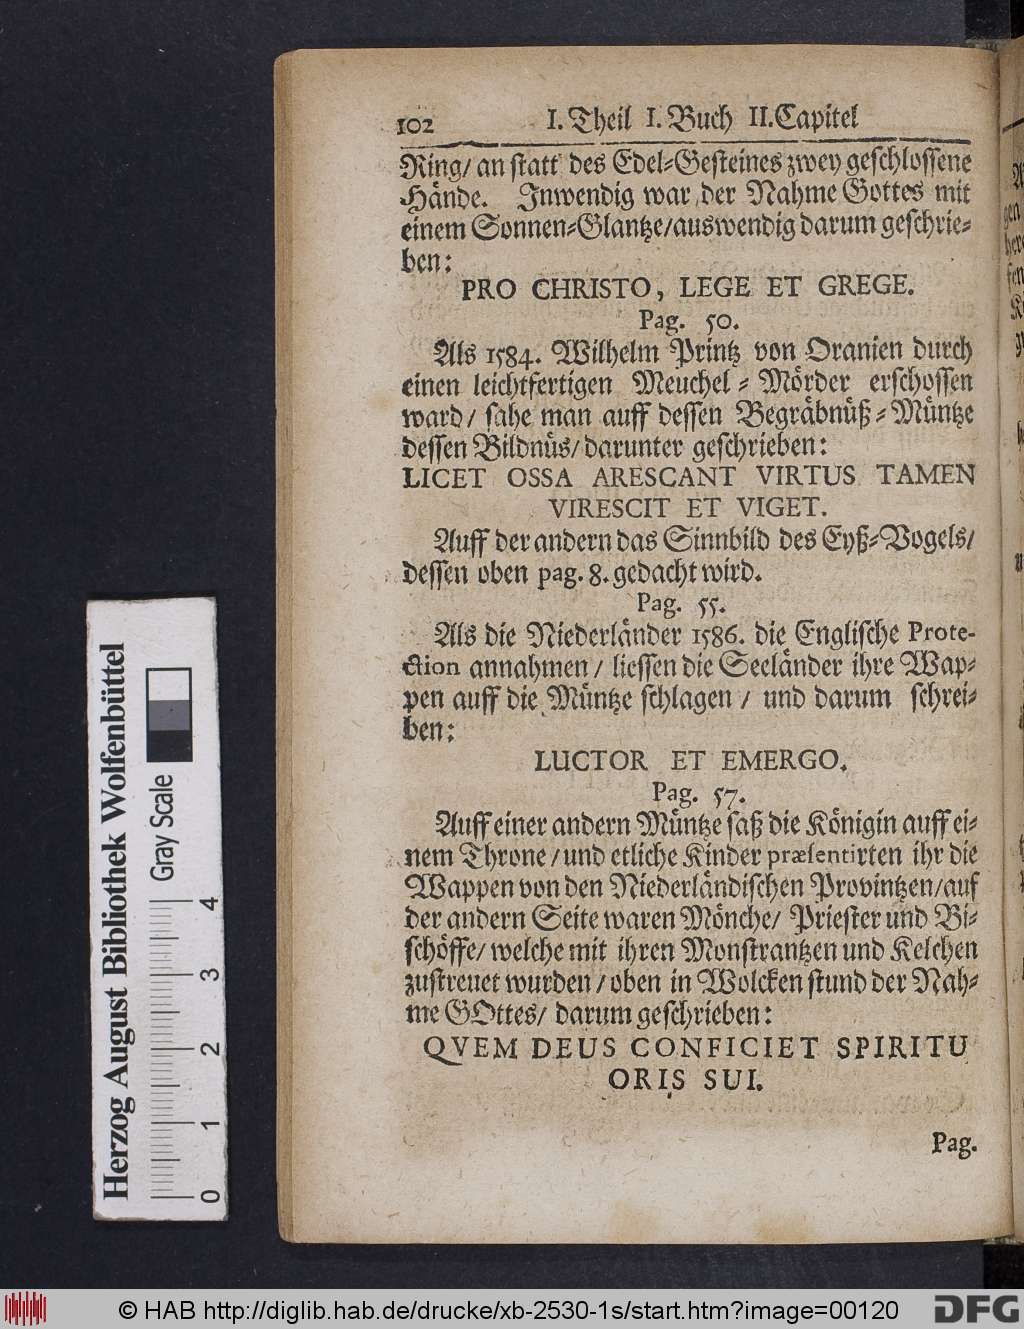 102 I. Theil I. Buch II. Capitel
Ring/ an statt des Edel-Gesteines zwey geschlossene
Hände. Inwendig war der Nahme Gottes mit
einem Sonnen-Glantze/ auswendig darum geschrie-
ben:
PRO CHRISTO, LEGE ET GREGE.
Pag. 50.
Als 1584. Wilhelm Printz von Oranien durch
einen leichtfertigen Meuchel-Mörder erschossen
ward/ sahe man auff dessen Begräbnüß-Müntze
dessen Bildnüs/ darunter geschrieben:
LICET OSSA ARESCANT VIRTUS TAMEN
VIRESCIT ET VIGET.
Auff der andern das Sinnbild des Eyß-Vogels/
dessen oben pag. 8. gedacht wird.
Pag. 55.
Als die Niederländer 1586. die Englische Prote-
ction annahmen/ liessen die Seeländer ihre Wap-
pen auff die Müntze schlagen/ und darum schrei-
ben:
LUCTOR ET EMERGO.
Pag. 57.
Auff einer andern Müntze saß die Königin auff ei-
nem Throne/ und etliche Kinder præsentirten ihr die
Wappen von den Niederländischen Provintzen/ auf
der andern Seite waren Mönche/ Priester und Bi-
schöffe/ welche mit ihren Monstrantzen und Kelchen
zustreuet wurden/ oben in Wolcken stund der Nah-
me GOttes/ darum geschrieben:
QVEM DEUS CONFICIET SPIRITU
ORIS SUI.
Pag.
Herzog August Bibliothek Wolfenbüttel
Gray Scale
0 1 2 3 4
© HAB http://diglib.hab.de/drucke/xb-2530-1s/start.htm?image=00120
DFG